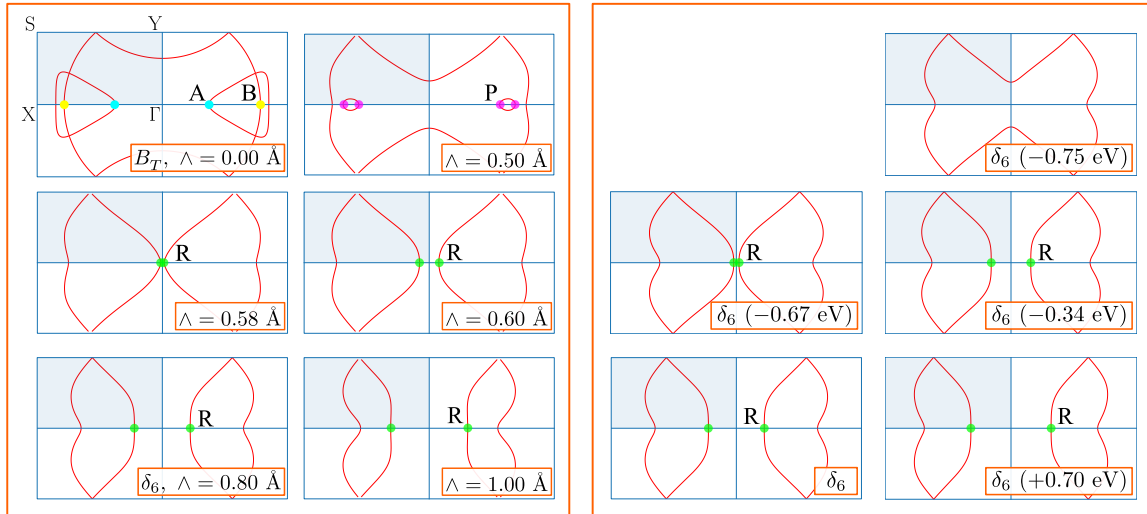 S Y
A B
X Γ
B_T, ∧ = 0.00 Å
P
∧ = 0.50 Å
δ₆ (−0.75 eV)
R
∧ = 0.58 Å
R
∧ = 0.60 Å
R
δ₆ (−0.67 eV)
R
δ₆ (−0.34 eV)
R
δ₆, ∧ = 0.80 Å
R
∧ = 1.00 Å
R
δ₆
R
δ₆ (+0.70 eV)